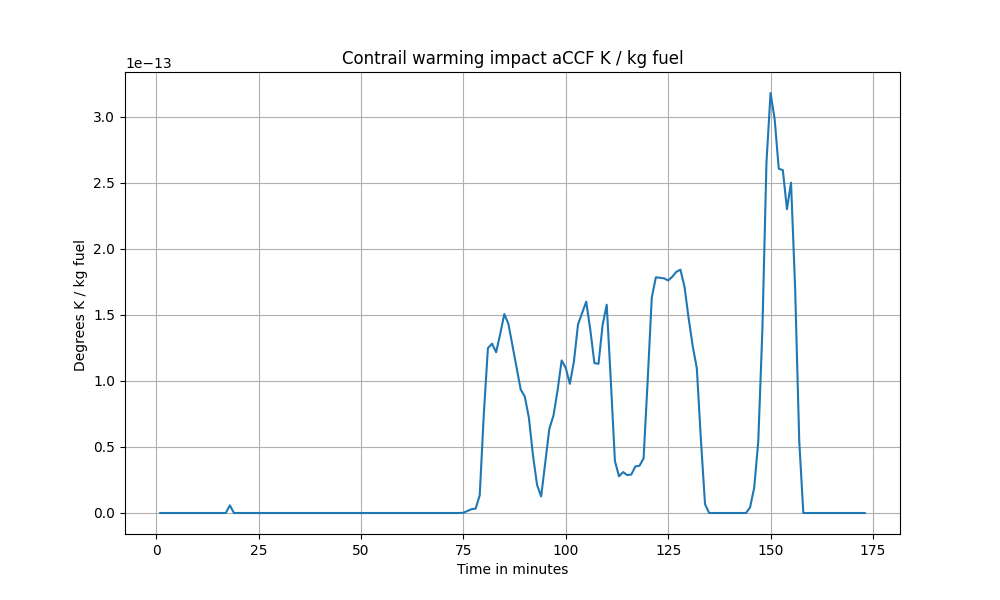 Contrail warming impact aCCF K / kg fuel
1e−13
3.0
2.5
2.0
1.5
1.0
0.5
0.0
Degrees K / kg fuel
0 25 50 75 100 125 150 175
Time in minutes